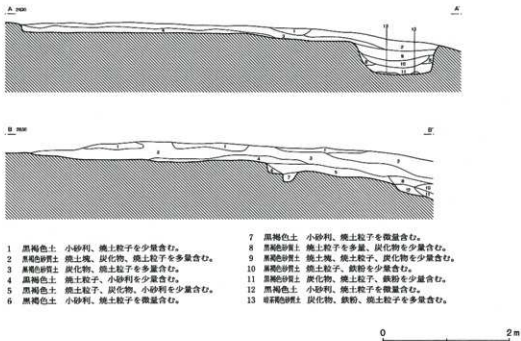 A
A'
B
B'
1 黒褐色土 小砂利、焼土粒子を少量含む。
2 黒褐色砂質土 焼土塊、炭化物、焼土粒子を多量含む。
3 黒褐色砂質土 炭化物、焼土粒子を多量含む。
4 黒褐色土 焼土粒子、小砂利を少量含む。
5 黒褐色土 焼土粒子、炭化物、小砂利を少量含む。
6 黒褐色土 小砂利、焼土粒子を微量含む。
7 黒褐色土 小砂利、焼土粒子を微量含む。
8 黒褐色砂質土 焼土粒子を多量、炭化物を少量含む。
9 黒褐色砂質土 焼土塊、焼土粒子、炭化物を少量含む。
10 黒褐色砂質土 焼土粒子、鉄粉を少量含む。
11 黒褐色砂質土 炭化物、焼土粒子、鉄粉を少量含む。
12 黒褐色土 小砂利、焼土粒子を微量含む。
13 暗茶褐色砂質土 炭化物、鉄粉、焼土粒子を多量含む。
0 2m